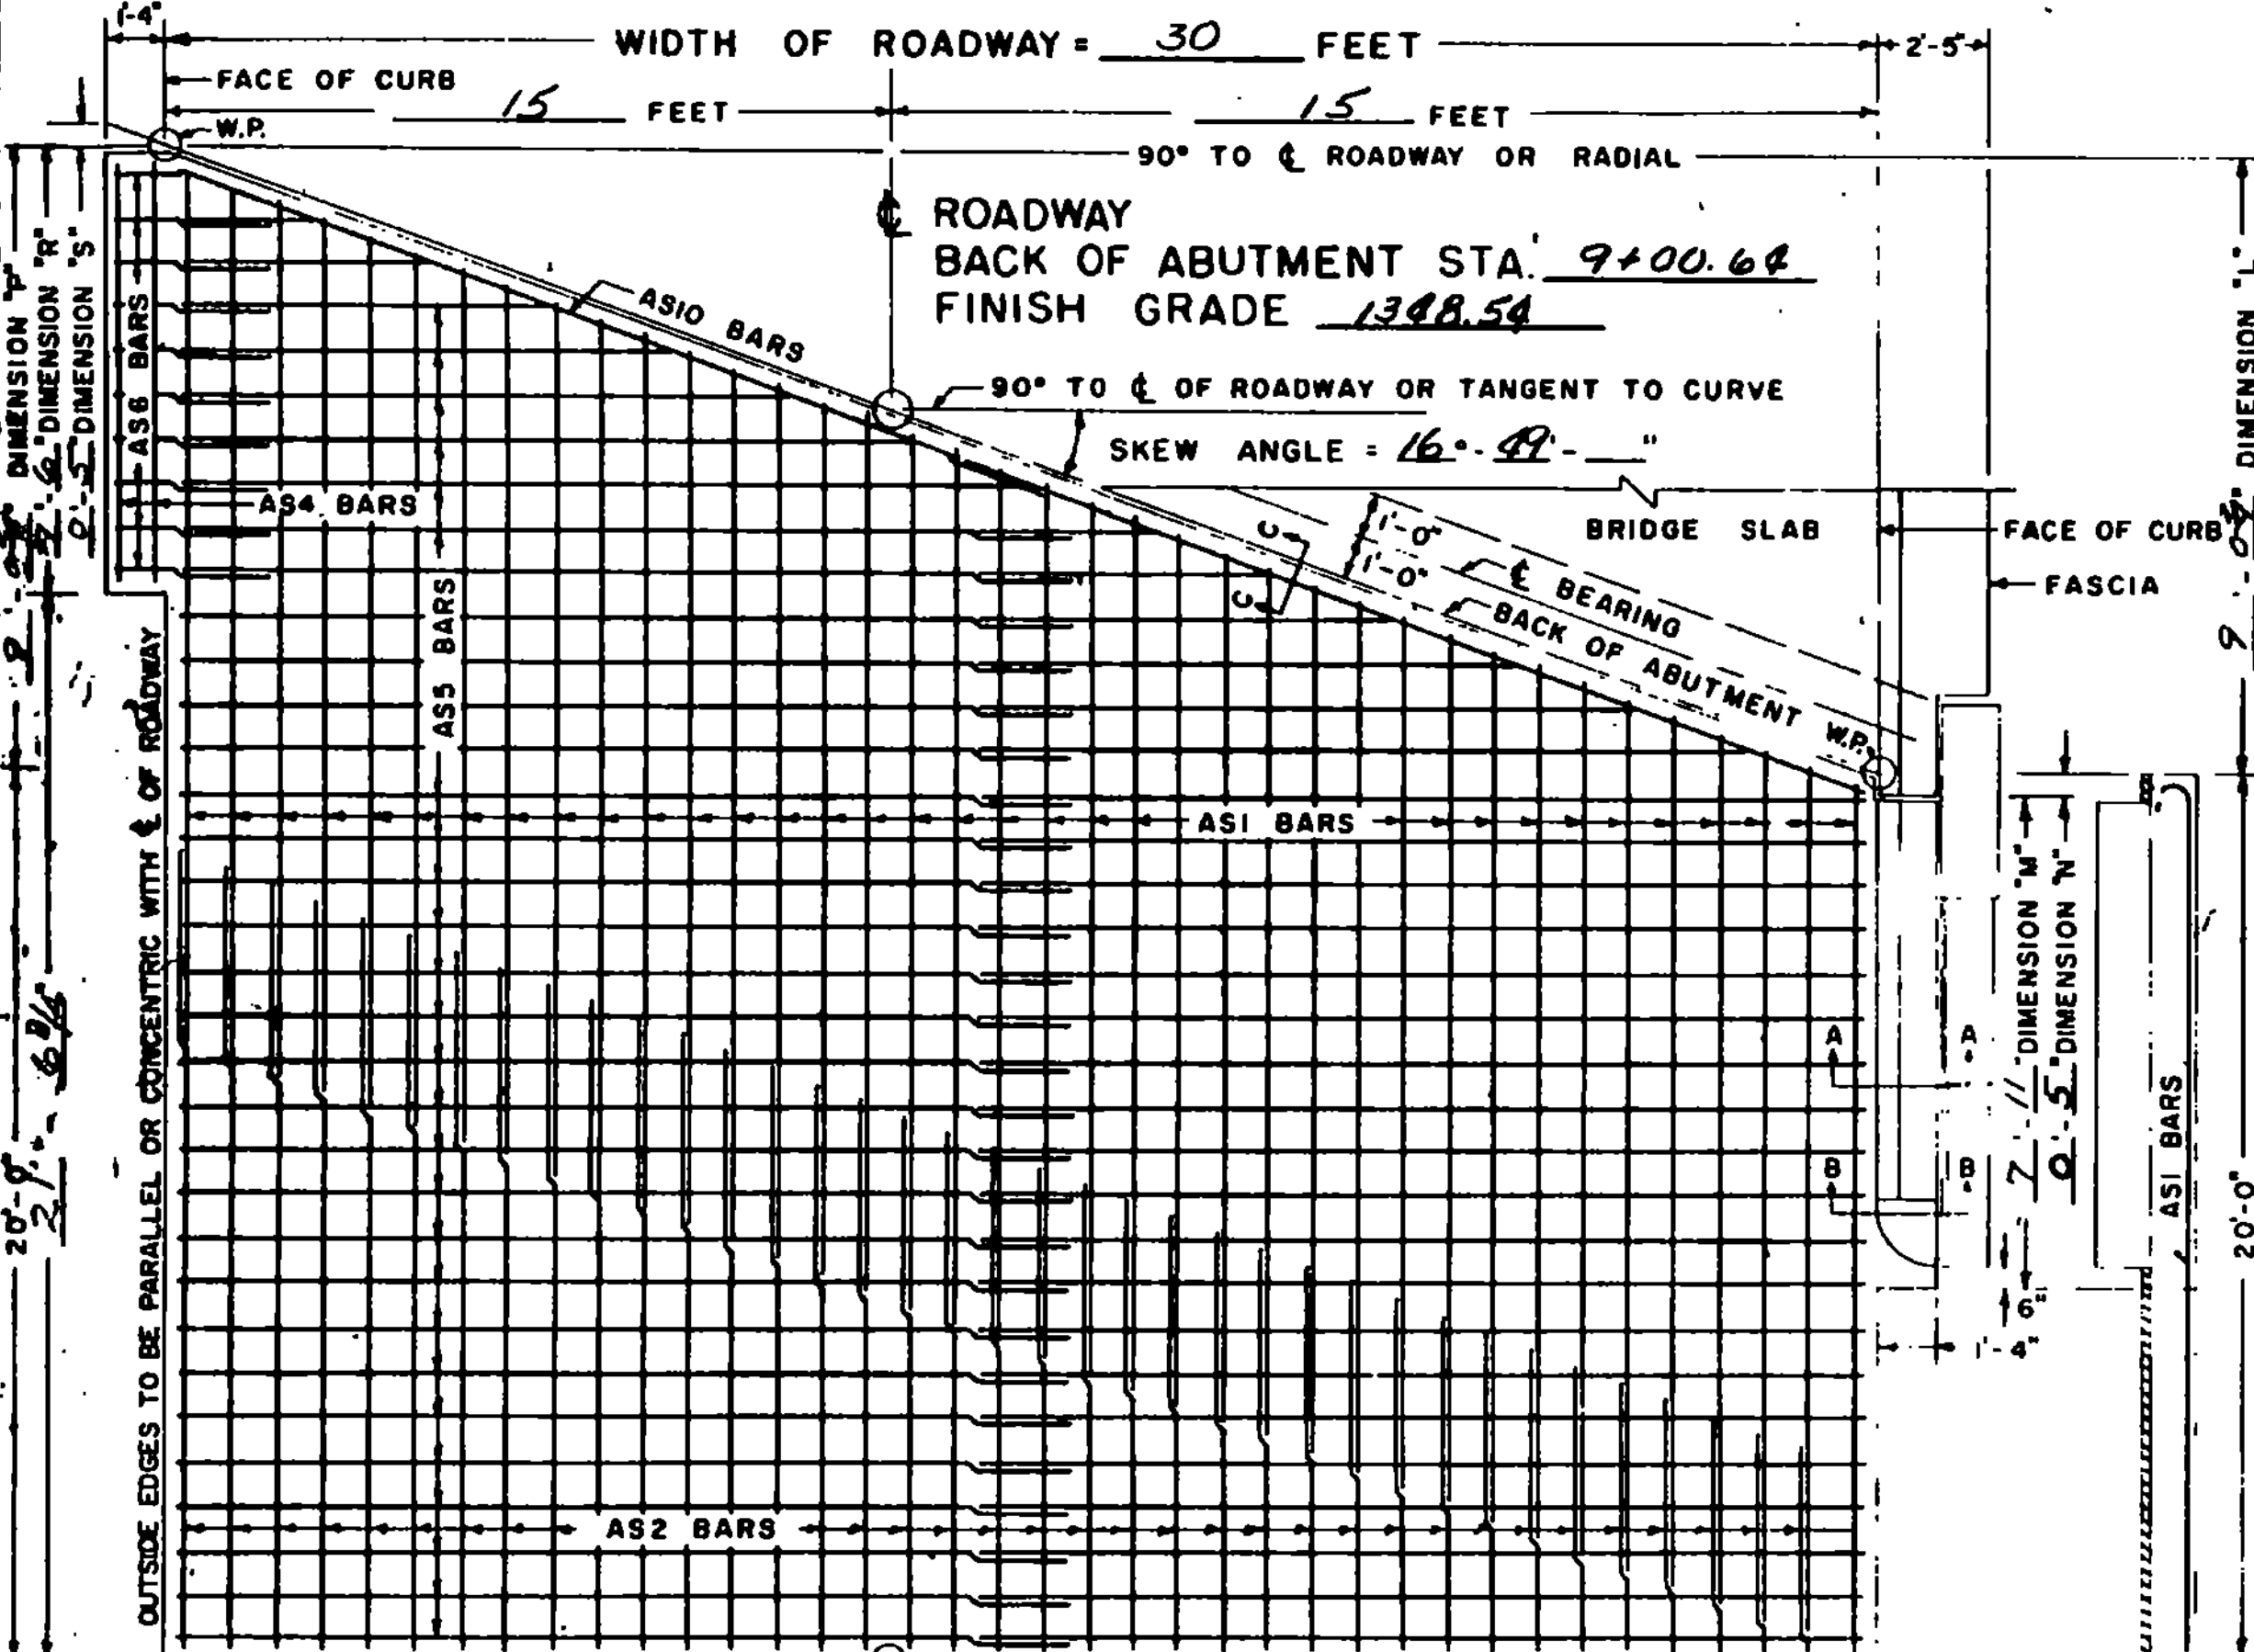 1'-4"
WIDTH OF ROADWAY = 30 FEET
2'-5"
FACE OF CURB
15 FEET
15 FEET
W.P.
90° TO ℄ ROADWAY OR RADIAL
℄ ROADWAY
BACK OF ABUTMENT STA. 9+00.64
FINISH GRADE 1348.54
AS10 BARS
90° TO ℄ OF ROADWAY OR TANGENT TO CURVE
SKEW ANGLE = 16°-49'- "
DIMENSION "P"
DIMENSION "R"
0'-5" DIMENSION "S"
AS6 BARS
AS4 BARS
AS5 BARS
BRIDGE SLAB
FACE OF CURB
FASCIA
C
C
1'-0"
1'-0"
℄ BEARING
BACK OF ABUTMENT
W.P.
DIMENSION "L"
AS1 BARS
OUTSIDE EDGES TO BE PARALLEL OR CONCENTRIC WITH ℄ OF ROADWAY
A
A
B
B
7'-11" DIMENSION "M"
0'-5" DIMENSION "N"
6"
1'-4"
AS1 BARS
20'-0"
20'-0"
AS2 BARS